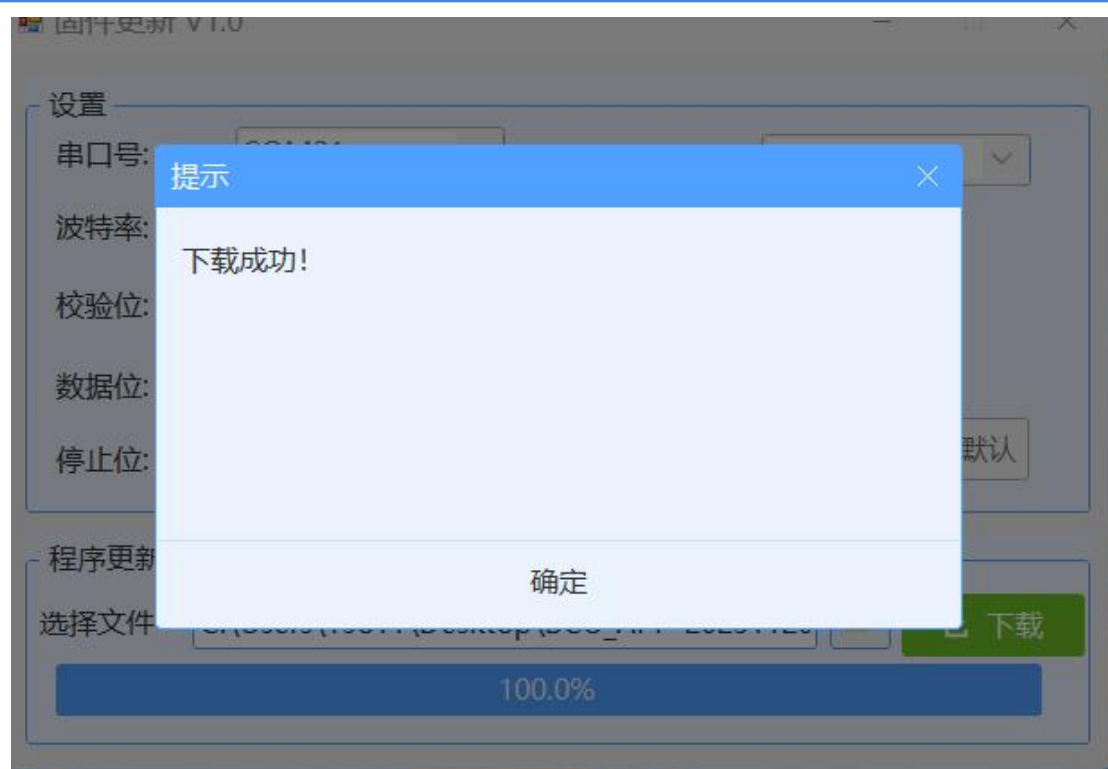 固件更新 V1.0
设置
串口号:
提示
波特率:
下载成功!
校验位:
数据位:
停止位:
默认
程序更新
确定
选择文件
下载
100.0%